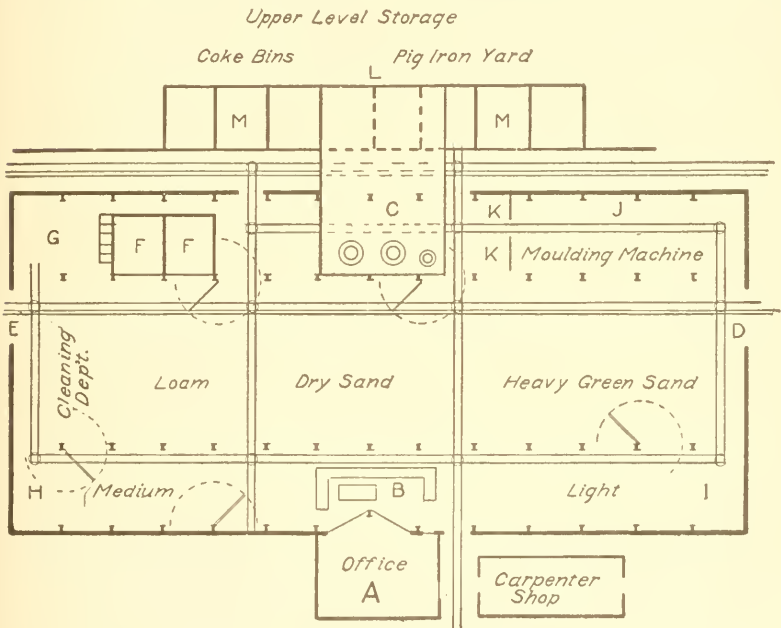 Upper Level Storage
Coke Bins
Pig Iron Yard
L
M
M
C
K
J
G
F
F
K
Moulding Machine
E
D
Cleaning
Dep't.
Loam
Dry Sand
Heavy Green Sand
H
Medium
B
Light
I
Office
A
Carpenter
Shop